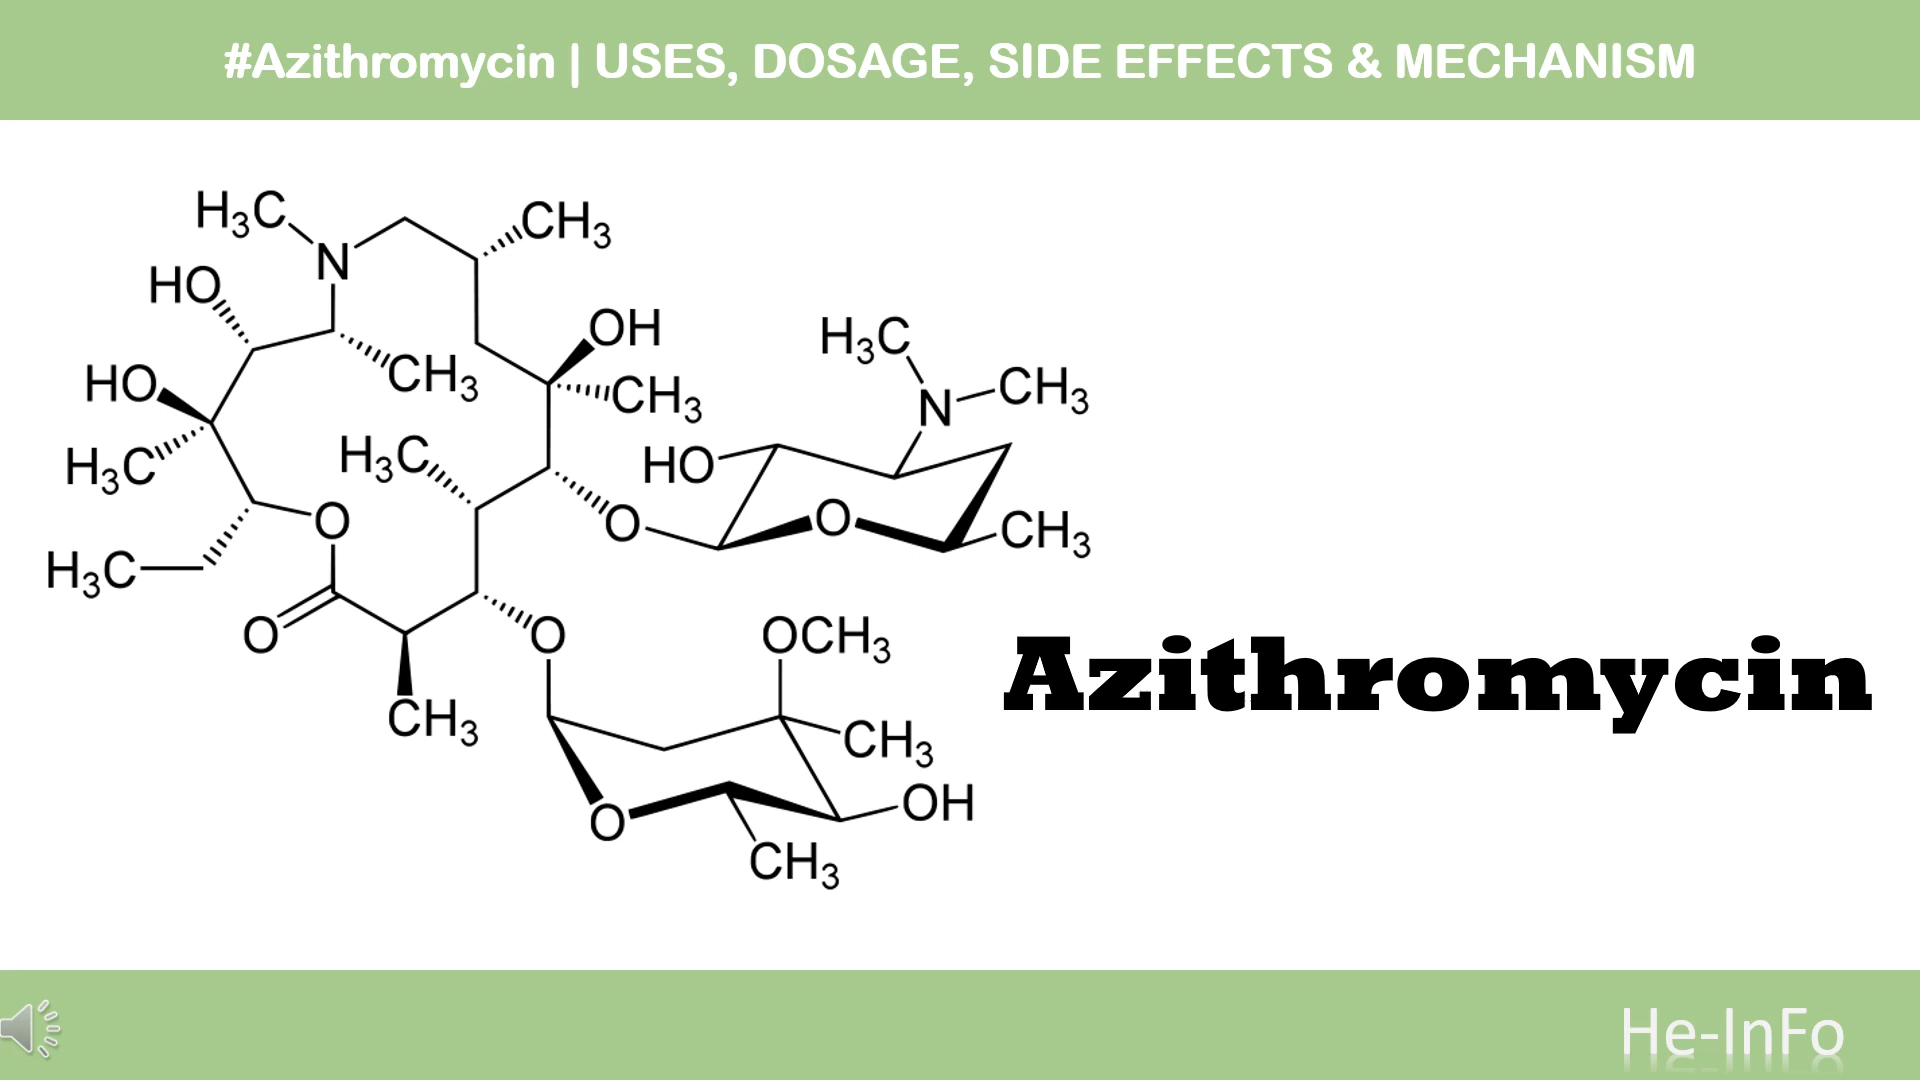 #Azithromycin | USES, DOSAGE, SIDE EFFECTS & MECHANISM
H₃C
N
CH₃
HO
OH
CH₃
HO
CH₃
H₃C
H₃C
N
CH₃
H₃C
HO
O
O
O
CH₃
H₃C
O
O
OCH₃
CH₃
CH₃
O
OH
CH₃
Azithromycin
He-InFo